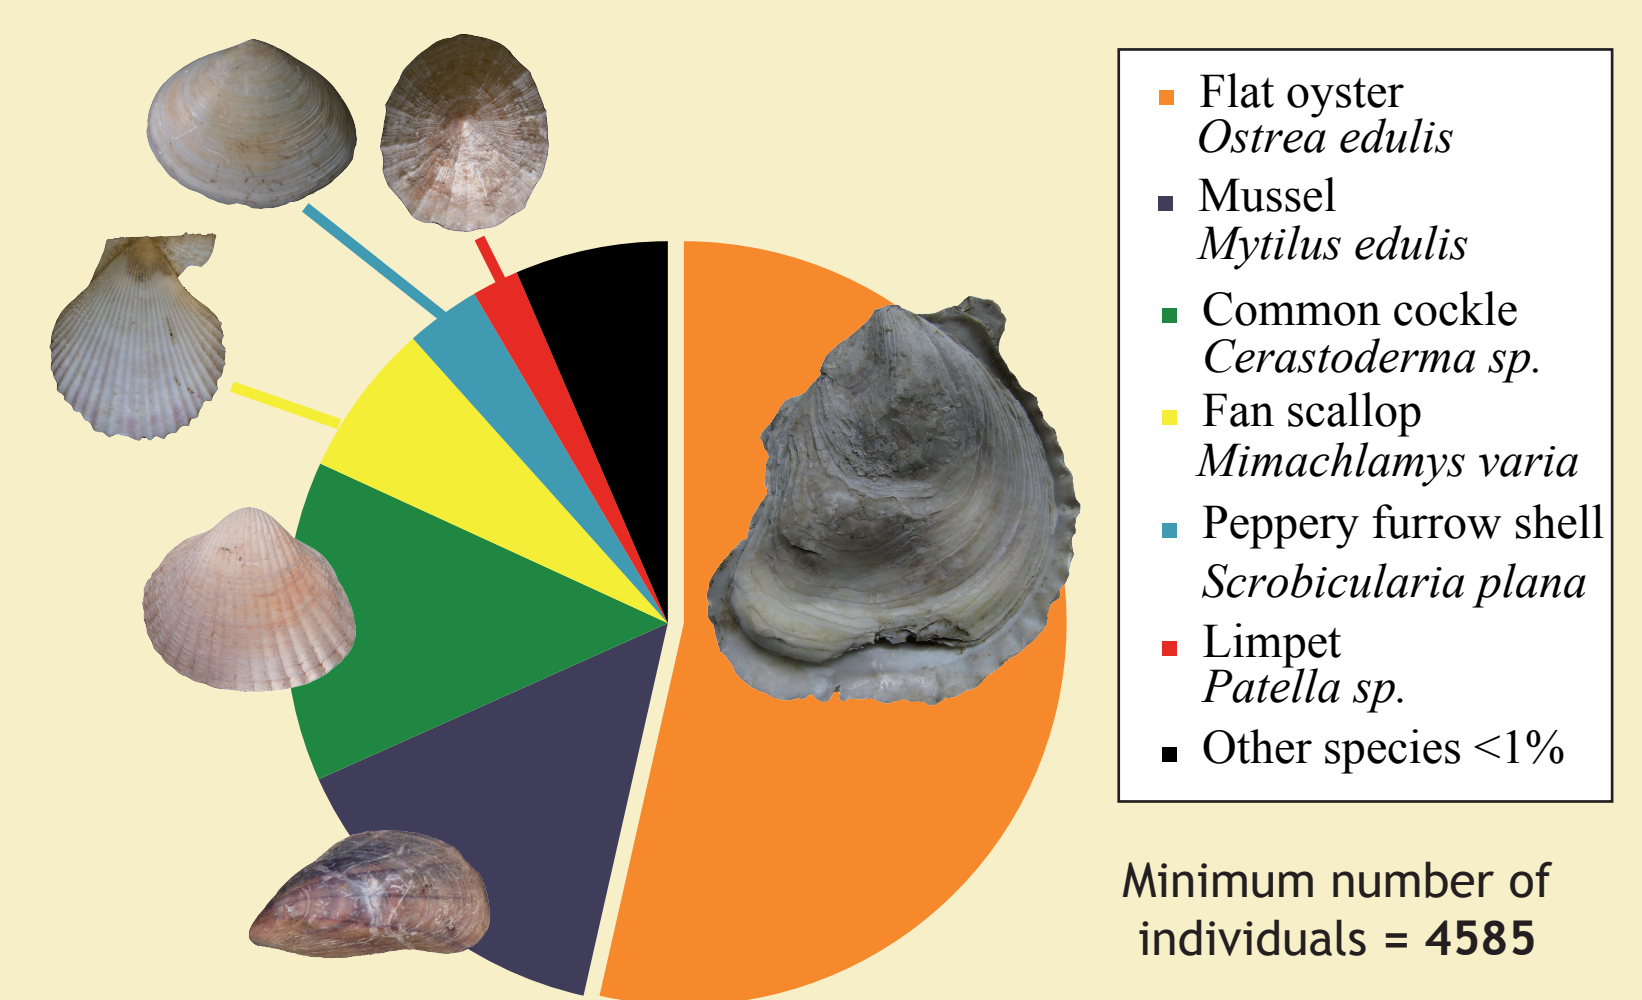 Flat oyster
Ostrea edulis
Mussel
Mytilus edulis
Common cockle
Cerastoderma sp.
Fan scallop
Mimachlamys varia
Peppery furrow shell
Scrobicularia plana
Limpet
Patella sp.
Other species <1%
Minimum number of
individuals = 4585